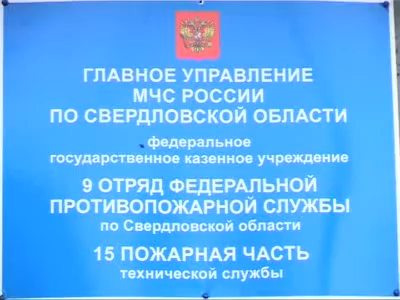 ГЛАВНОЕ УПРАВЛЕНИЕ
МЧС РОССИИ
ПО СВЕРДЛОВСКОЙ ОБЛАСТИ
федеральное
государственное казенное учреждение
9 ОТРЯД ФЕДЕРАЛЬНОЙ
ПРОТИВОПОЖАРНОЙ СЛУЖБЫ
по Свердловской области
15 ПОЖАРНАЯ ЧАСТЬ
технической службы